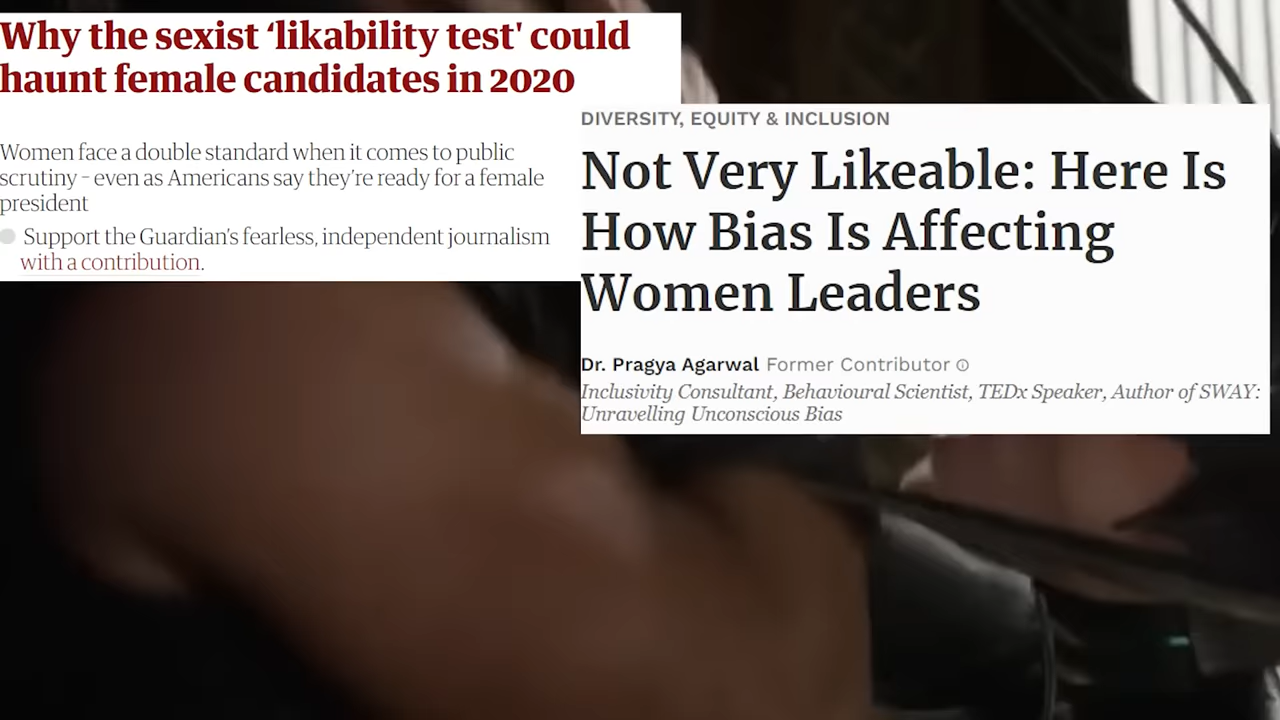 Why the sexist ‘likability test' could
haunt female candidates in 2020
Women face a double standard when it comes to public
scrutiny – even as Americans say they’re ready for a female
president
Support the Guardian’s fearless, independent journalism
with a contribution.
DIVERSITY, EQUITY & INCLUSION
Not Very Likeable: Here Is
How Bias Is Affecting
Women Leaders
Dr. Pragya Agarwal Former Contributor
Inclusivity Consultant, Behavioural Scientist, TEDx Speaker, Author of SWAY:
Unravelling Unconscious Bias